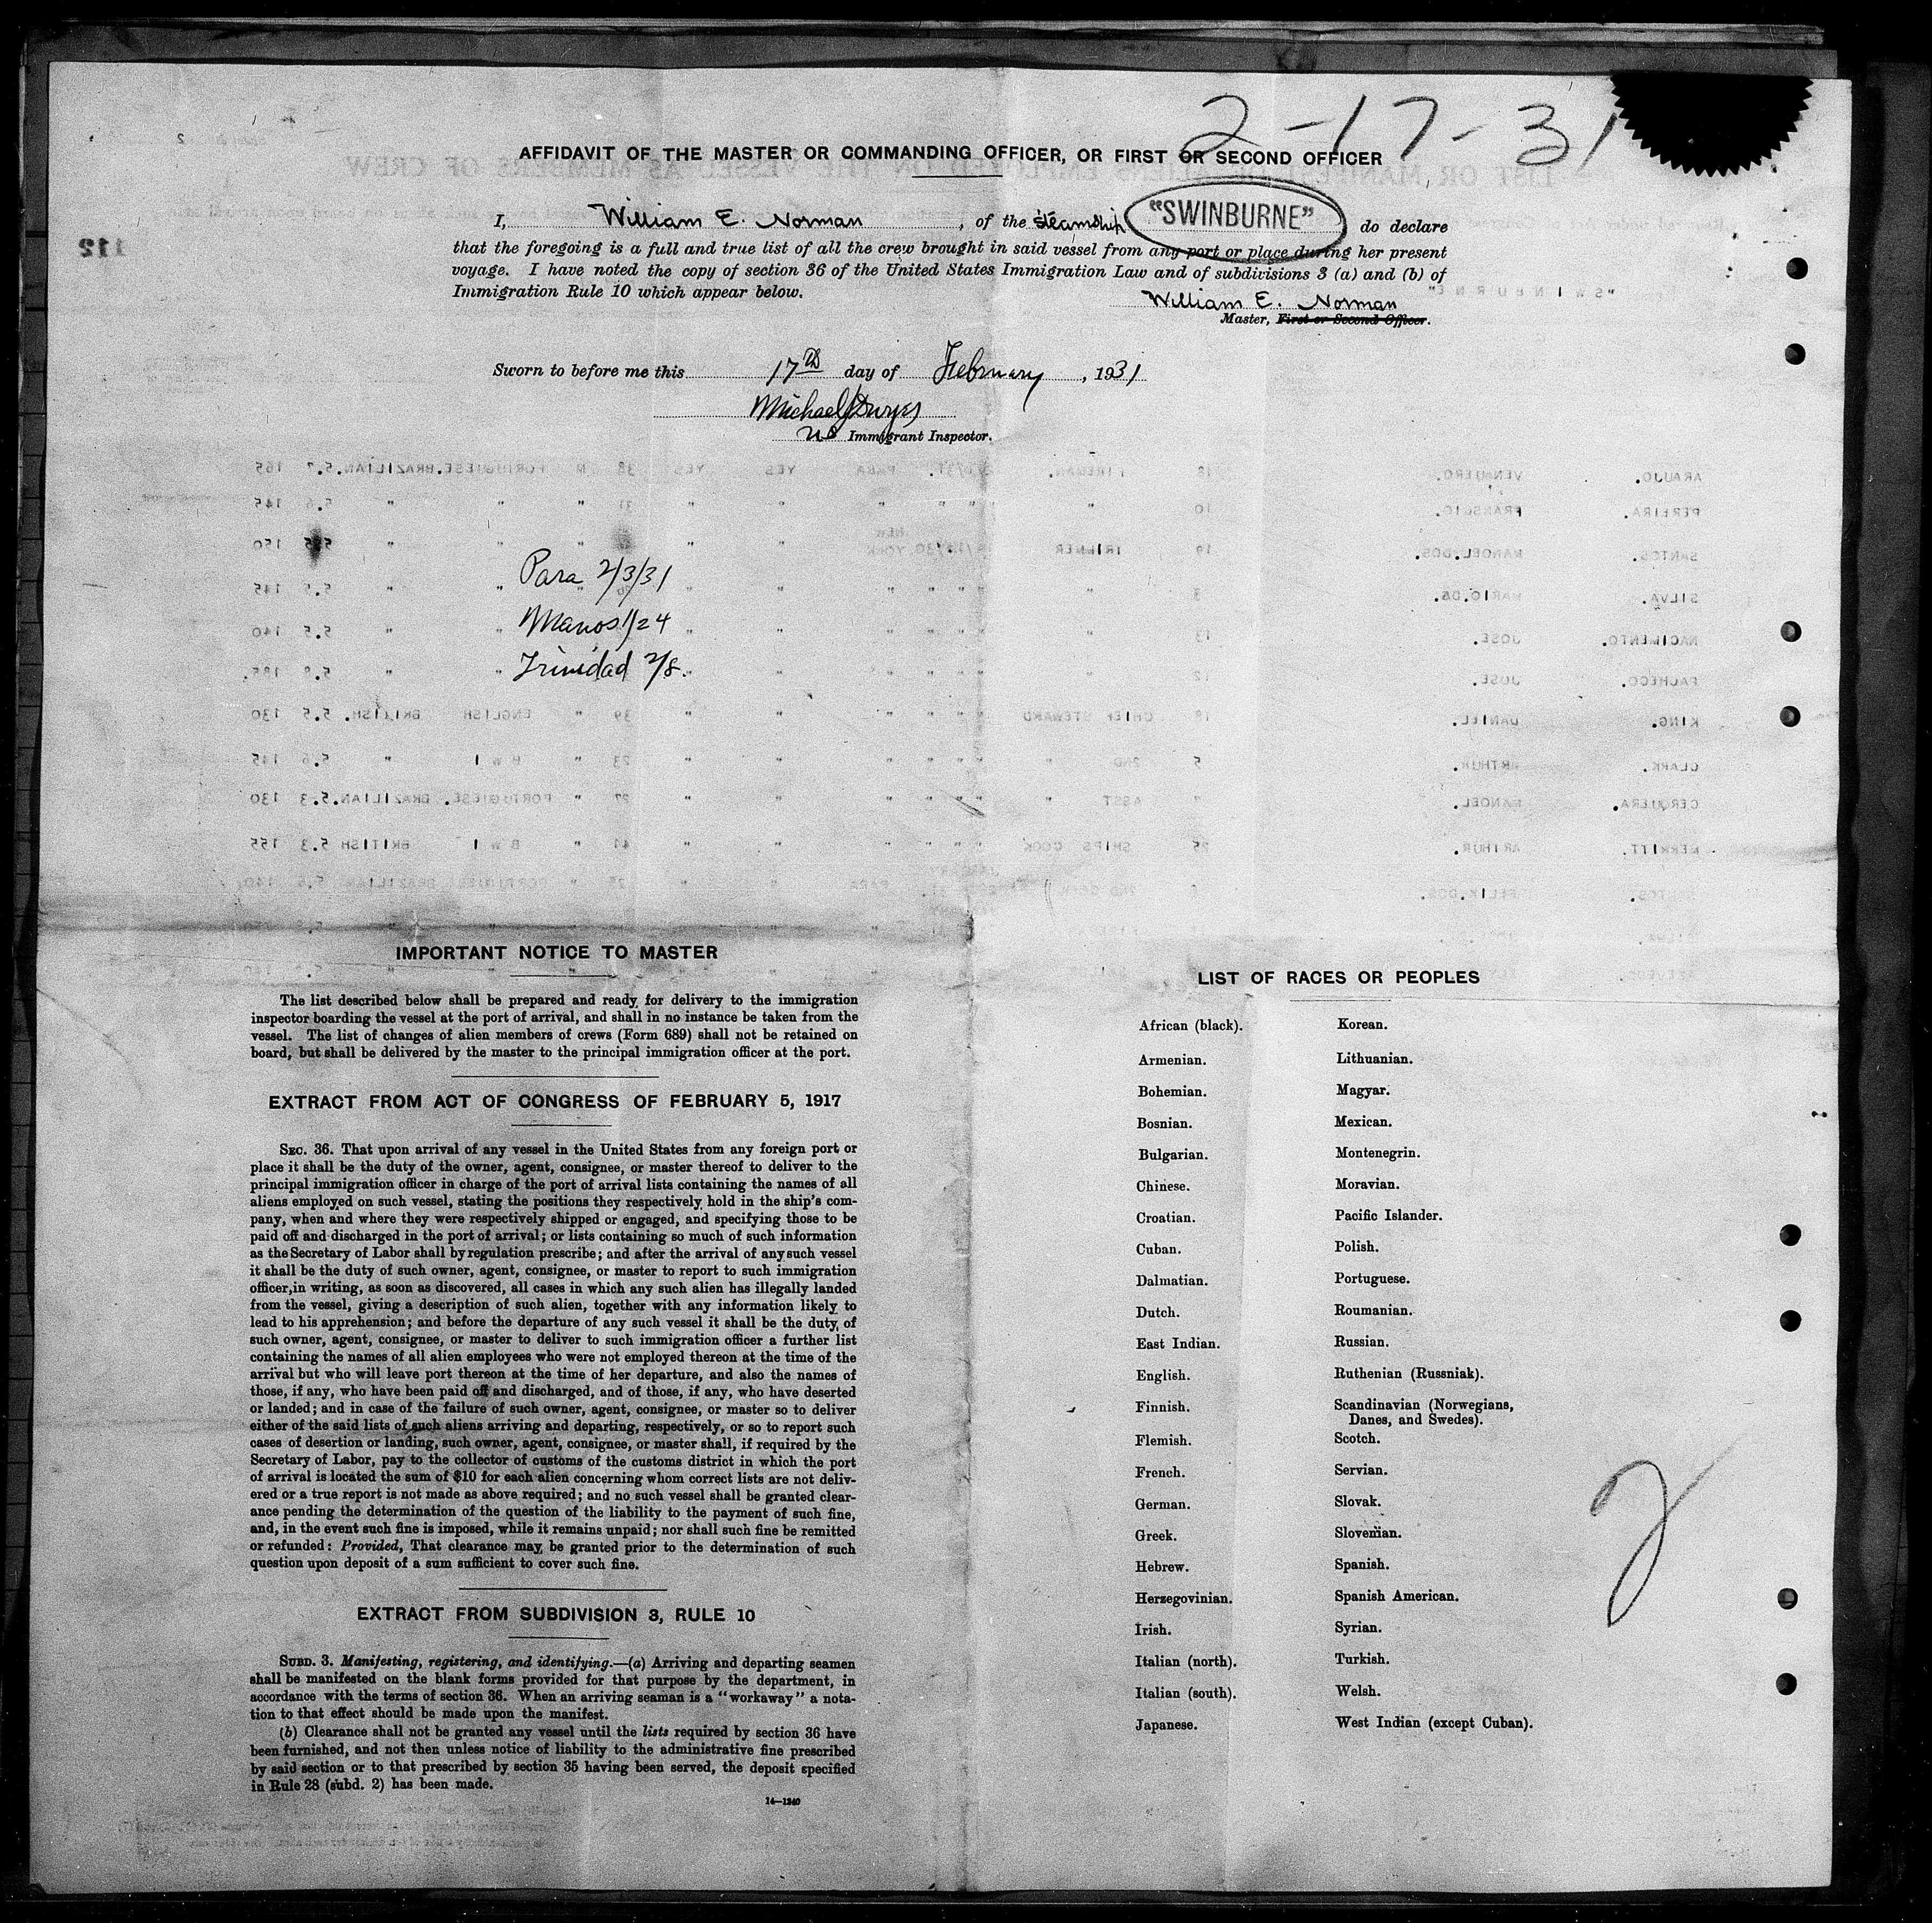 2-17-31
AFFIDAVIT OF THE MASTER OR COMMANDING OFFICER, OR FIRST OR SECOND OFFICER
I, William E. Norman, of the steamship "SWINBURNE" do declare
that the foregoing is a full and true list of all the crew brought in said vessel from any port or place during her present
voyage. I have noted the copy of section 36 of the United States Immigration Law and of subdivisions 3 (a) and (b) of
Immigration Rule 10 which appear below.
William E. Norman
Master, First or Second Officer.
Sworn to before me this 17th day of February, 1931
Michael
US Immigrant Inspector.
Para 2/3/31
Manos 1/24
Trinidad 2/8.
IMPORTANT NOTICE TO MASTER
The list described below shall be prepared and ready for delivery to the immigration
inspector boarding the vessel at the port of arrival, and shall in no instance be taken from the
vessel. The list of changes of alien members of crews (Form 689) shall not be retained on
board, but shall be delivered by the master to the principal immigration officer at the port.
EXTRACT FROM ACT OF CONGRESS OF FEBRUARY 5, 1917
SEC. 36. That upon arrival of any vessel in the United States from any foreign port or
place it shall be the duty of the owner, agent, consignee, or master thereof to deliver to the
principal immigration officer in charge of the port of arrival lists containing the names of all
aliens employed on such vessel, stating the positions they respectively hold in the ship's com-
pany, when and where they were respectively shipped or engaged, and specifying those to be
paid off and discharged in the port of arrival; or lists containing so much of such information
as the Secretary of Labor shall by regulation prescribe; and after the arrival of any such vessel
it shall be the duty of such owner, agent, consignee, or master to report to such immigration
officer, in writing, as soon as discovered, all cases in which any such alien has illegally landed
from the vessel, giving a description of such alien, together with any information likely to
lead to his apprehension; and before the departure of any such vessel it shall be the duty of
such owner, agent, consignee, or master to deliver to such immigration officer a further list
containing the names of all alien employees who were not employed thereon at the time of the
arrival but who will leave port thereon at the time of her departure, and also the names of
those, if any, who have been paid off and discharged, and of those, if any, who have deserted
or landed; and in case of the failure of such owner, agent, consignee, or master so to deliver
either of the said lists of such aliens arriving and departing, respectively, or so to report such
cases of desertion or landing, such owner, agent, consignee, or master shall, if required by the
Secretary of Labor, pay to the collector of customs of the customs district in which the port
of arrival is located the sum of $10 for each alien concerning whom correct lists are not deliv-
ered or a true report is not made as above required; and no such vessel shall be granted clear-
ance pending the determination of the question of the liability to the payment of such fine,
and, in the event such fine is imposed, while it remains unpaid; nor shall such fine be remitted
or refunded: Provided, That clearance may be granted prior to the determination of such
question upon deposit of a sum sufficient to cover such fine.
EXTRACT FROM SUBDIVISION 3, RULE 10
SUBD. 3. Manifesting, registering, and identifying.—(a) Arriving and departing seamen
shall be manifested on the blank forms provided for that purpose by the department, in
accordance with the terms of section 36. When an arriving seaman is a "workaway" a nota-
tion to that effect should be made upon the manifest.
(b) Clearance shall not be granted any vessel until the lists required by section 36 have
been furnished, and not then unless notice of liability to the administrative fine prescribed
by said section or to that prescribed by section 35 having been served, the deposit specified
in Rule 28 (subd. 2) has been made.
14—1240
LIST OF RACES OR PEOPLES
African (black). Korean.
Armenian. Lithuanian.
Bohemian. Magyar.
Bosnian. Mexican.
Bulgarian. Montenegrin.
Chinese. Moravian.
Croatian. Pacific Islander.
Cuban. Polish.
Dalmatian. Portuguese.
Dutch. Roumanian.
East Indian. Russian.
English. Ruthenian (Russniak).
Finnish. Scandinavian (Norwegians,
Danes, and Swedes).
Flemish. Scotch.
French. Servian.
German. Slovak.
Greek. Slovenian.
Hebrew. Spanish.
Herzegovinian. Spanish American.
Irish. Syrian.
Italian (north). Turkish.
Italian (south). Welsh.
Japanese. West Indian (except Cuban).